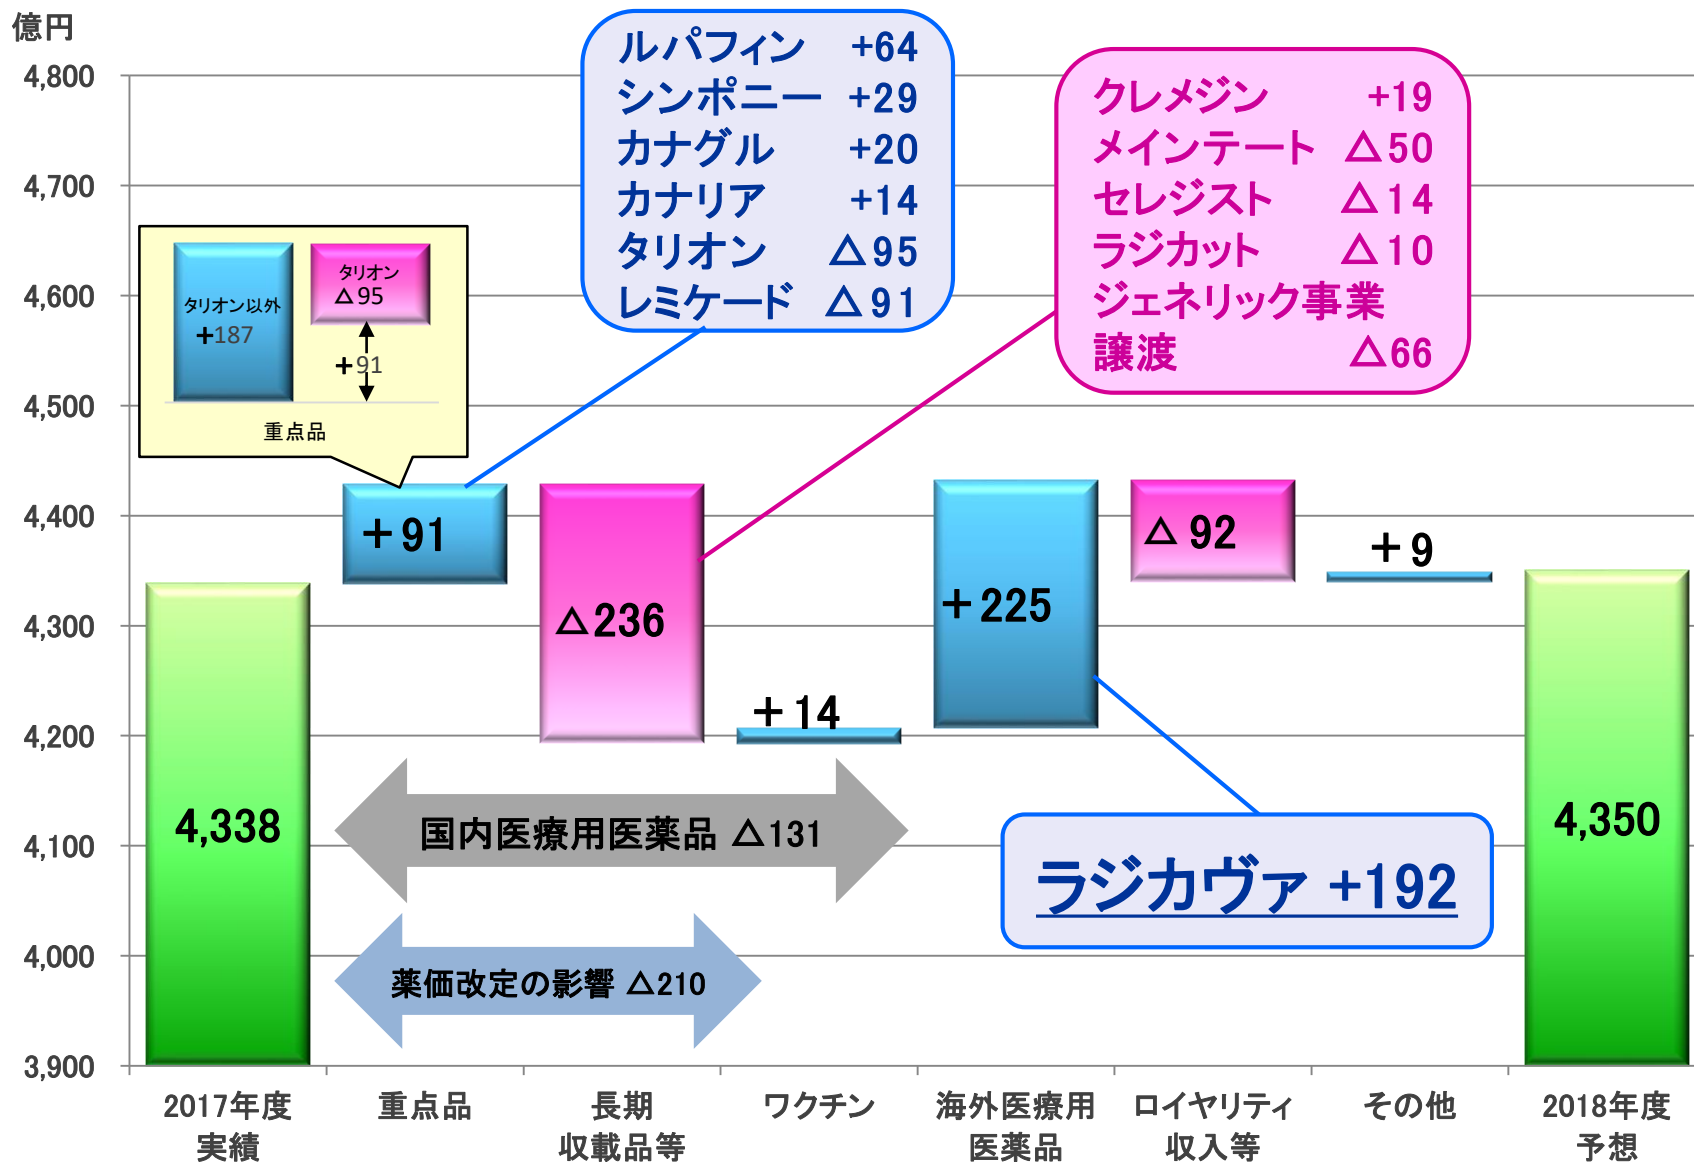 億円
4,800
4,700
4,600
4,500
4,400
4,300
4,200
4,100
4,000
3,900
ルパフィン +64
シンポニー +29
カナグル +20
カナリア +14
タリオン △95
レミケード △91
クレメジン +19
メインテート △50
セレジスト △14
ラジカット △10
ジェネリック事業
譲渡 △66
タリオン以外
+187
タリオン
△95
+91
重点品
4,338
+91
△236
+14
+225
△92
+9
4,350
国内医療用医薬品 △131
薬価改定の影響 △210
ラジカヴァ +192
2017年度
実績
重点品
長期
収載品等
ワクチン
海外医療用
医薬品
ロイヤリティ
収入等
その他
2018年度
予想